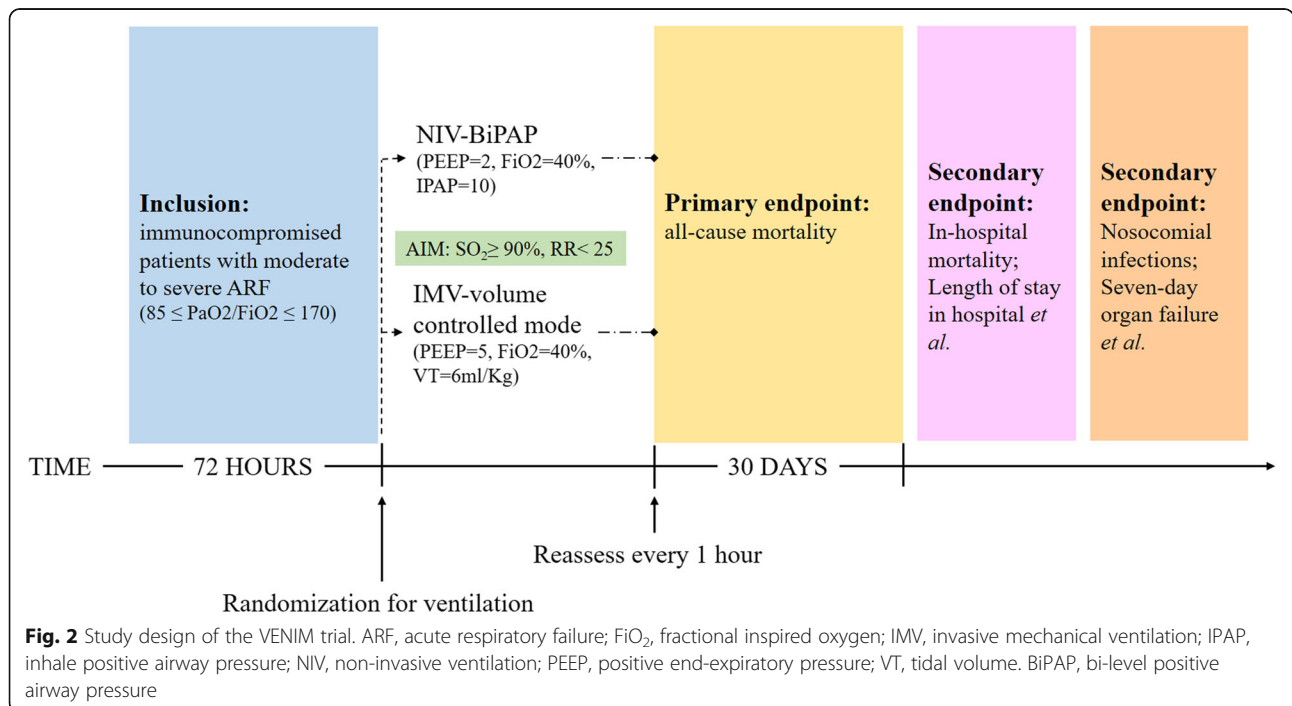 Inclusion:
immunocompromised
patients with moderate
to severe ARF
(85 ≤ PaO2/FiO2 ≤ 170)
NIV-BiPAP
(PEEP=2, FiO2=40%,
IPAP=10)
AIM: SO₂≥ 90%, RR< 25
IMV-volume
controlled mode
(PEEP=5, FiO2=40%,
VT=6ml/Kg)
Primary endpoint:
all-cause mortality
Secondary
endpoint:
In-hospital
mortality;
Length of stay
in hospital et
al.
Secondary
endpoint:
Nosocomial
infections;
Seven-day
organ failure
et al.
TIME
72 HOURS
30 DAYS
Reassess every 1 hour
Randomization for ventilation
Fig. 2 Study design of the VENIM trial. ARF, acute respiratory failure; FiO₂, fractional inspired oxygen; IMV, invasive mechanical ventilation; IPAP,
inhale positive airway pressure; NIV, non-invasive ventilation; PEEP, positive end-expiratory pressure; VT, tidal volume. BiPAP, bi-level positive
airway pressure